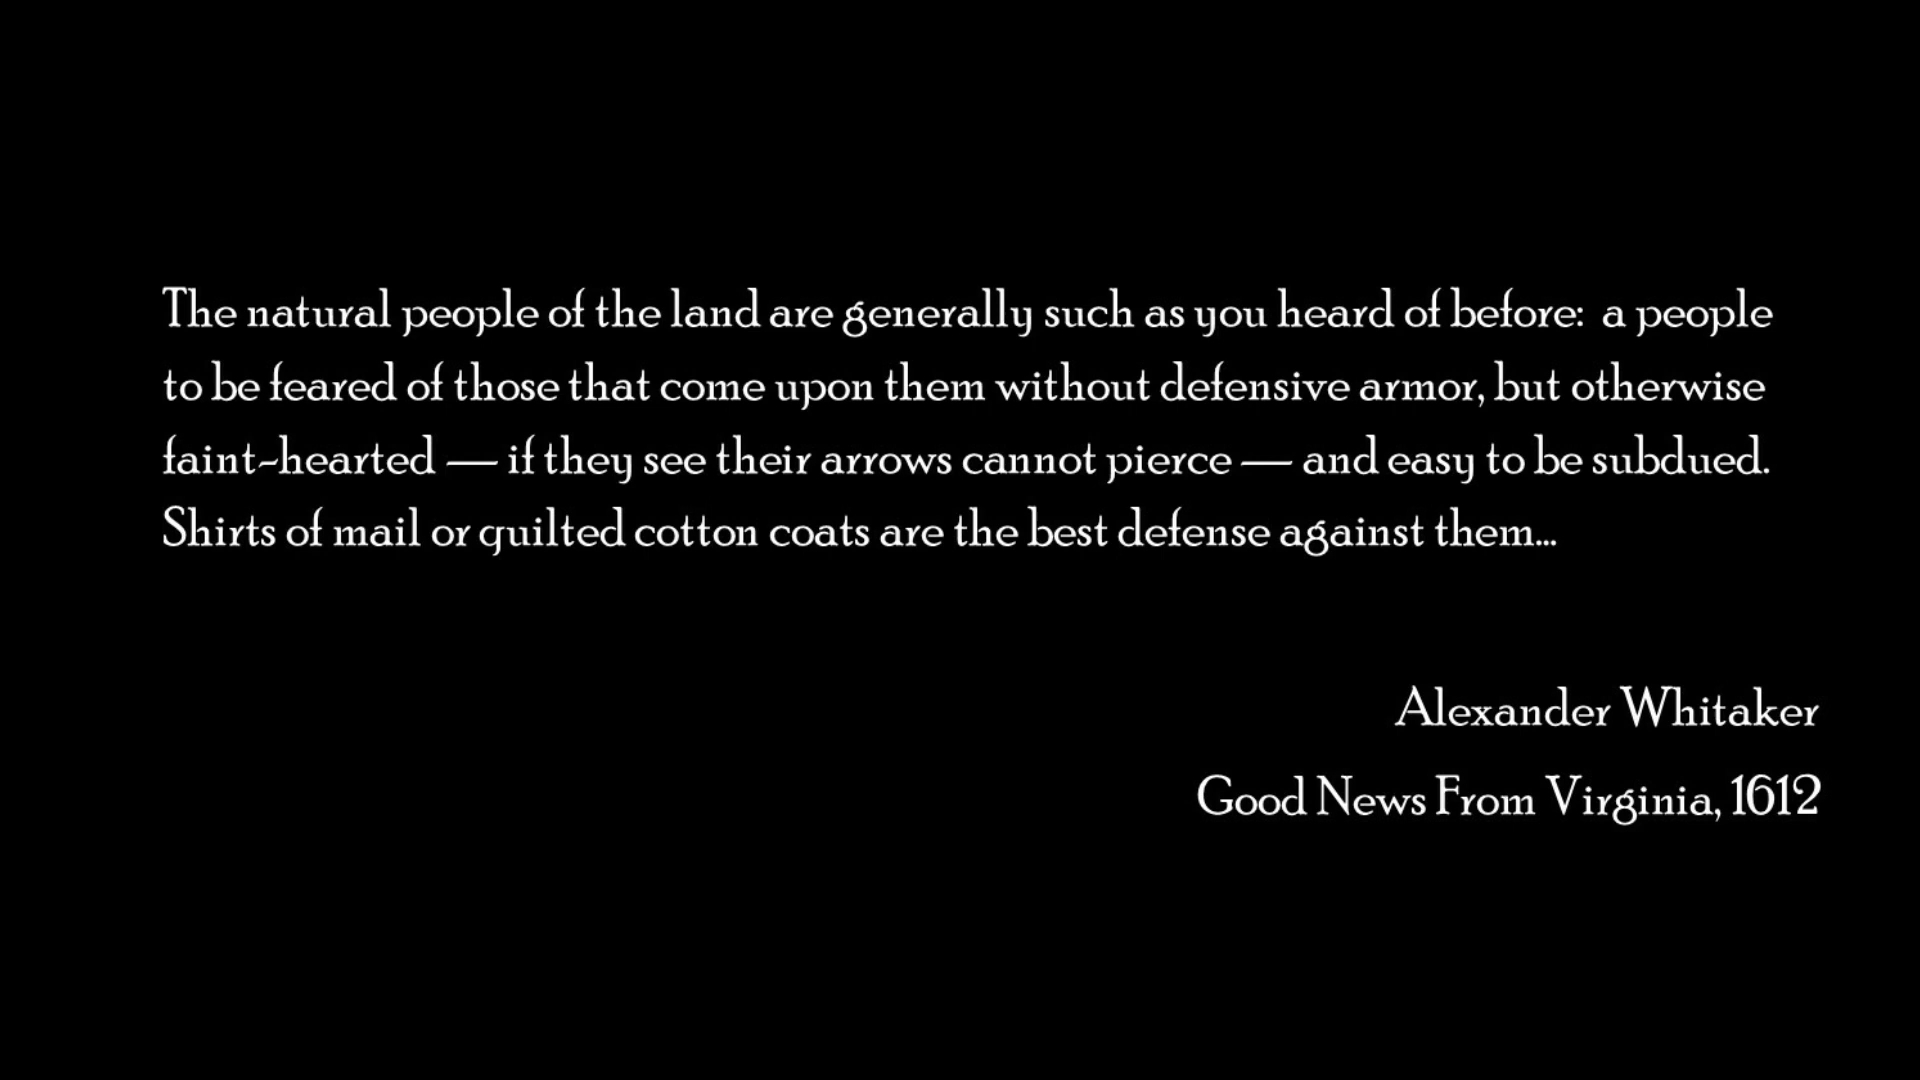 The natural people of the land are generally such as you heard of before:  a people
to be feared of those that come upon them without defensive armor, but otherwise
faint-hearted — if they see their arrows cannot pierce — and easy to be subdued.
Shirts of mail or quilted cotton coats are the best defense against them...
Alexander Whitaker
Good News From Virginia, 1612